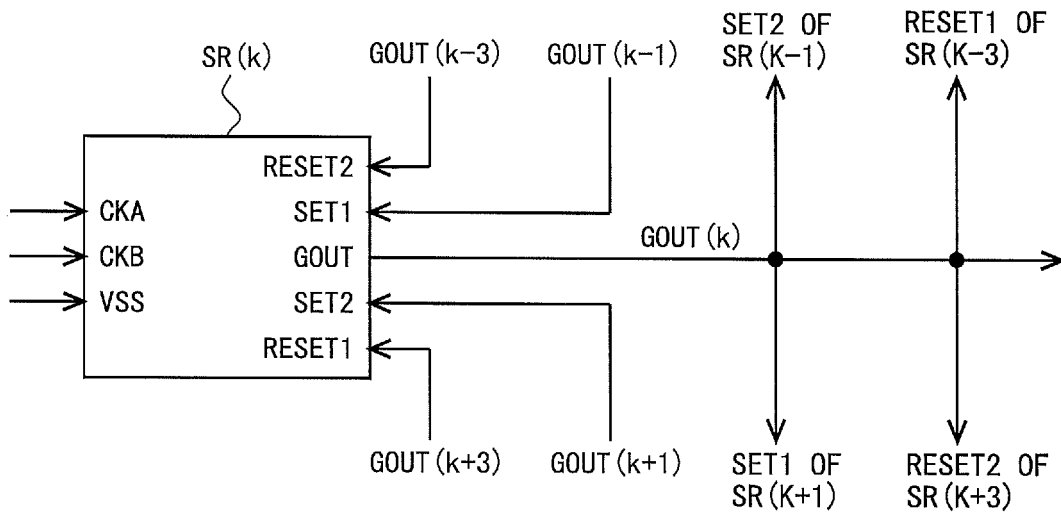 SR(k)
GOUT(k-3)
GOUT(k-1)
SET2 OF
SR(K-1)
RESET1 OF
SR(K-3)
RESET2
CKA
SET1
GOUT(k)
CKB
GOUT
VSS
SET2
RESET1
GOUT(k+3)
GOUT(k+1)
SET1 OF
SR(K+1)
RESET2 OF
SR(K+3)